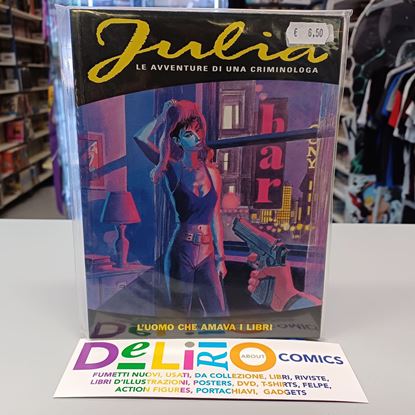 € 6,50
Julia
LE AVVENTURE DI UNA CRIMINOLOGA
bar
L'UOMO CHE AMAVA I LIBRI
DELIRIO ABOUT COMICS
FUMETTI NUOVI, USATI, DA COLLEZIONE, LIBRI, RIVISTE,
LIBRI D'ILLUSTRAZIONI, POSTERS, DVD, T-SHIRTS, FELPE,
ACTION FIGURES, PORTACHIAVI, GADGETS